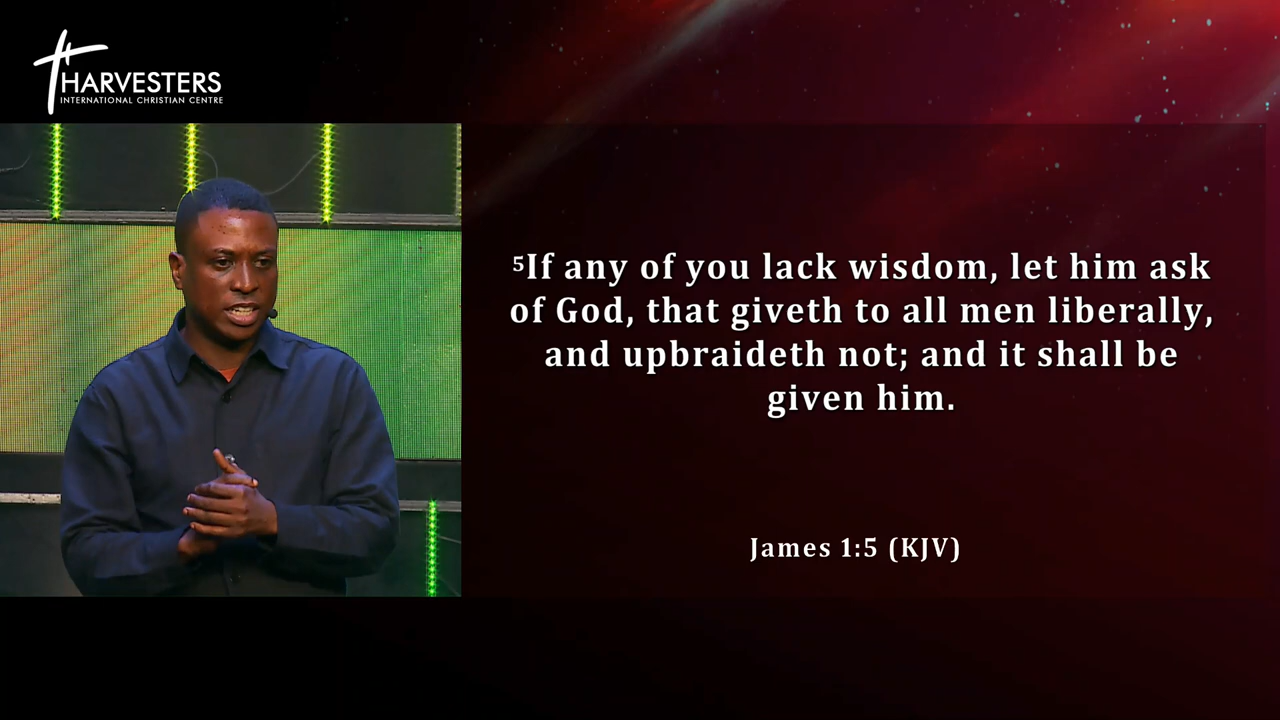 HARVESTERS
INTERNATIONAL CHRISTIAN CENTRE
⁵If any of you lack wisdom, let him ask
of God, that giveth to all men liberally,
and upbraideth not; and it shall be
given him.
James 1:5 (KJV)